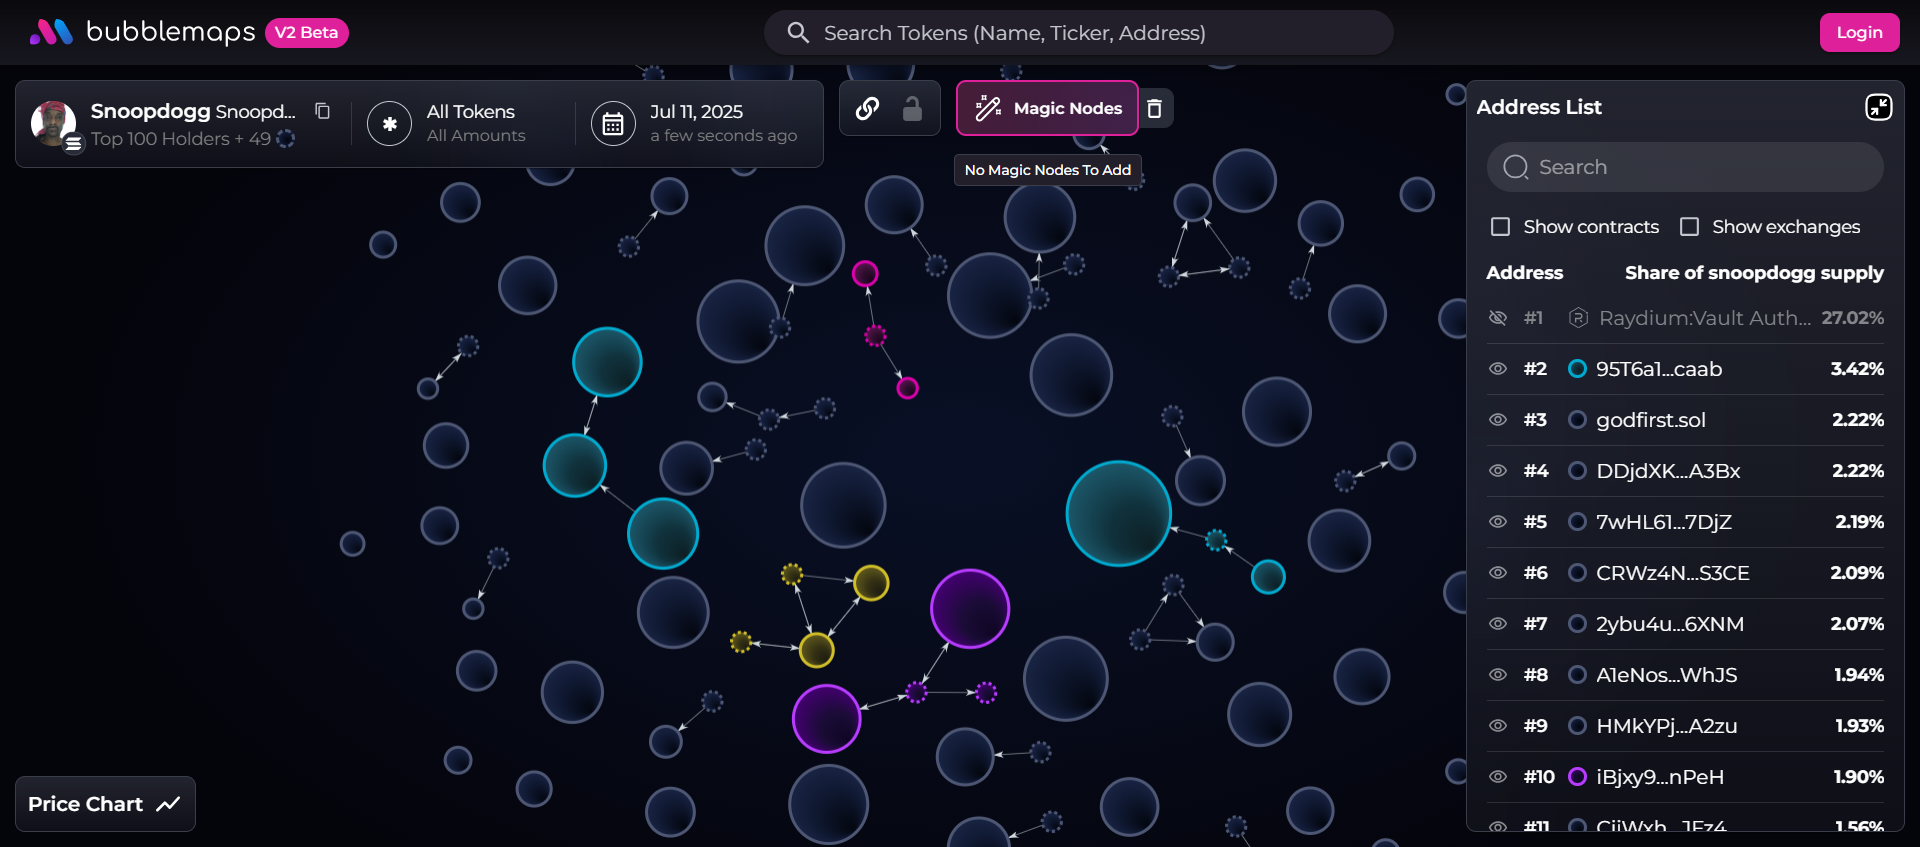 bubblemaps V2 Beta
Search Tokens (Name, Ticker, Address)
Login
Snoopdogg Snoopd...
Top 100 Holders + 49
All Tokens
All Amounts
Jul 11, 2025
a few seconds ago
Magic Nodes
No Magic Nodes To Add
Address List
Search
Show contracts Show exchanges
Address Share of snoopdogg supply
#1 Raydium:Vault Auth... 27.02%
#2 95T6a1...caab 3.42%
#3 godfirst.sol 2.22%
#4 DDjdXK...A3Bx 2.22%
#5 7wHL61...7DjZ 2.19%
#6 CRWz4N...S3CE 2.09%
#7 2ybu4u...6XNM 2.07%
#8 A1eNos...WhJS 1.94%
#9 HMkYPj...A2zu 1.93%
#10 iBjxy9...nPeH 1.90%
#11 1.56%
Price Chart